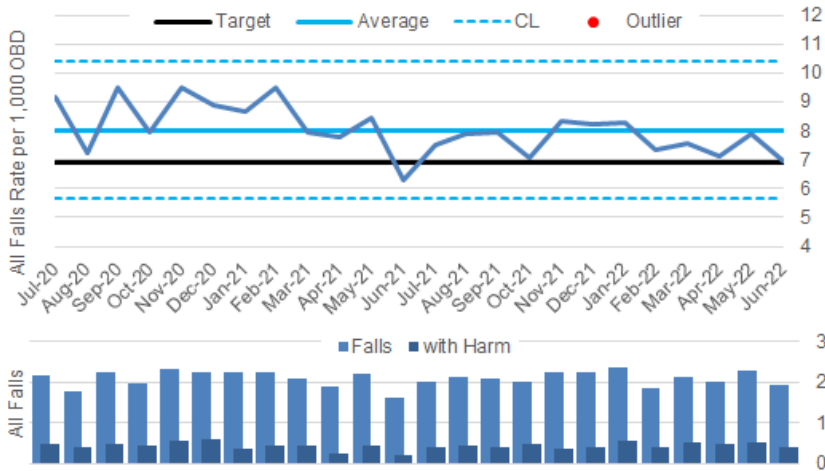 Target Average CL Outlier
All Falls Rate per 1,000 OBD
12
11
10
9
8
7
6
5
4
Jul-20 Aug-20 Sep-20 Oct-20 Nov-20 Dec-20 Jan-21 Feb-21 Mar-21 Apr-21 May-21 Jun-21 Jul-21 Aug-21 Sep-21 Oct-21 Nov-21 Dec-21 Jan-22 Feb-22 Mar-22 Apr-22 May-22 Jun-22
Falls with Harm
All Falls
3
2
1
0